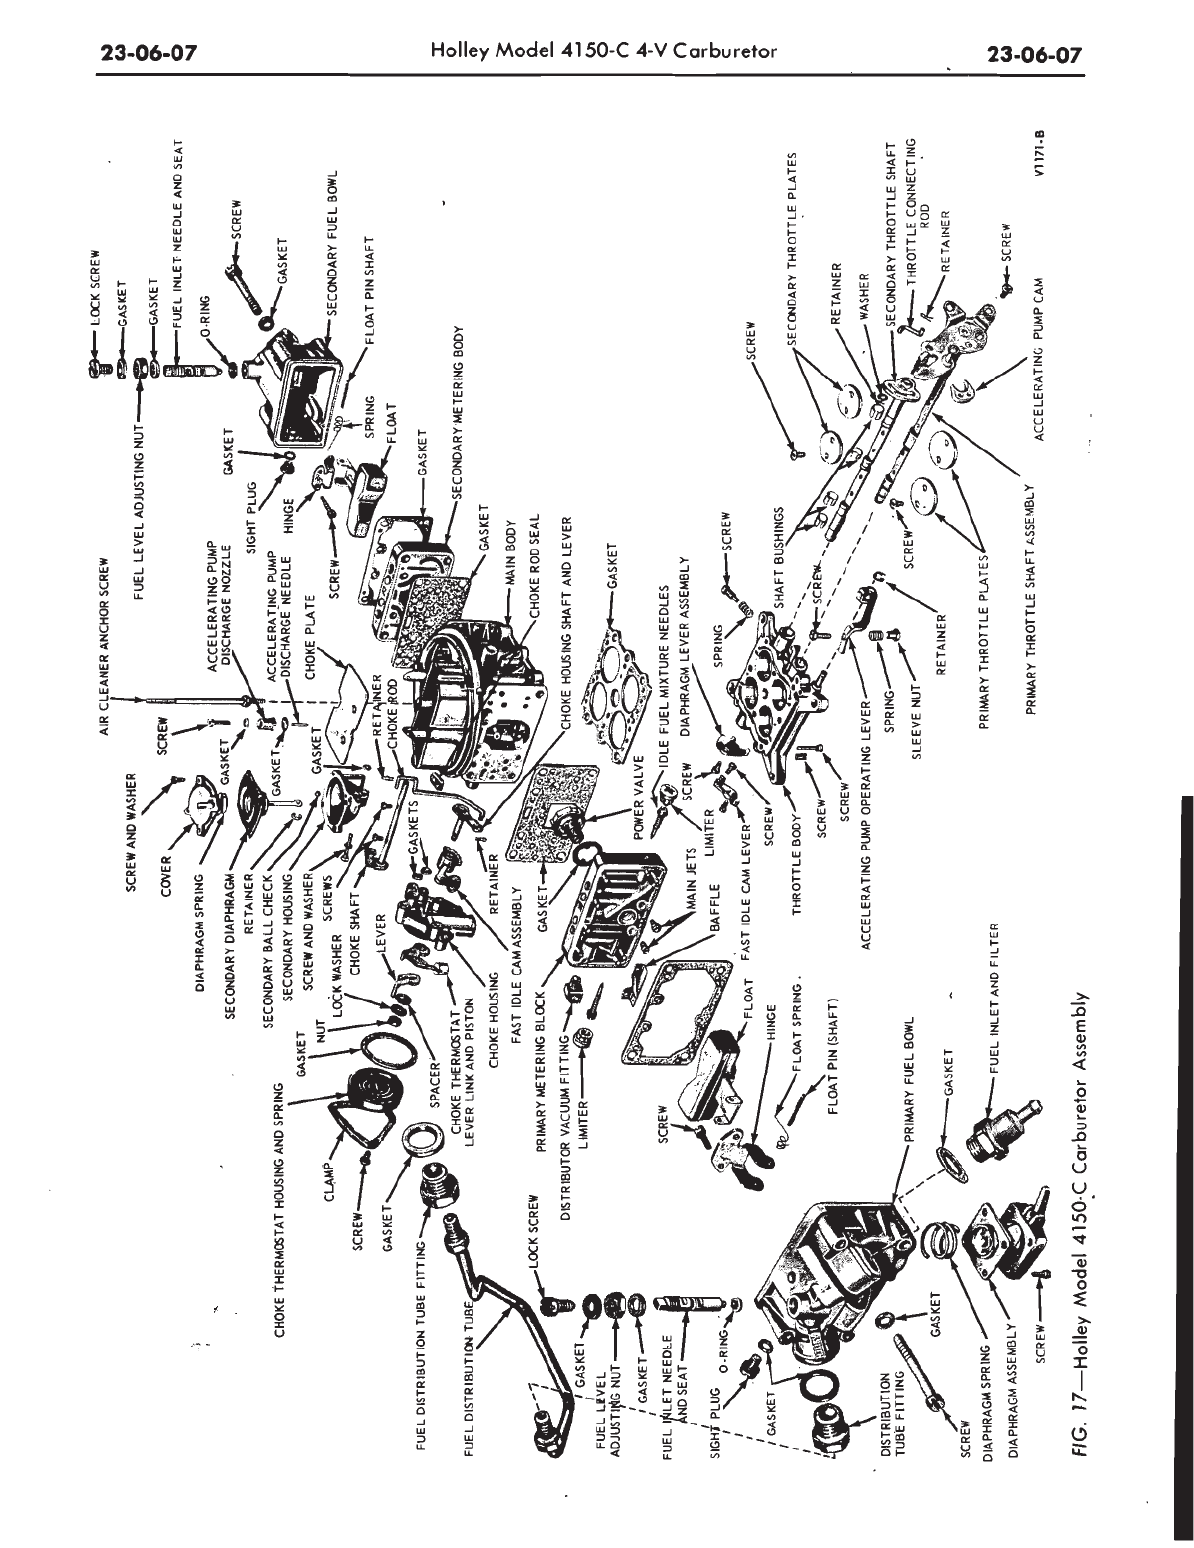 23-06-07
Holley Model 4150-C 4-V Carburetor
23-06-07
LOCK SCREW
GASKET
GASKET
FUEL INLET NEEDLE AND SEAT
O-RING
SCREW
GASKET
SECONDARY FUEL BOWL
FLOAT PIN SHAFT
FUEL LEVEL ADJUSTING NUT
GASKET
SIGHT PLUG
HINGE
SCREW
SPRING
FLOAT
GASKET
SECONDARY METERING BODY
GASKET
MAIN BODY
CHOKE ROD SEAL
CHOKE HOUSING SHAFT AND LEVER
GASKET
AIR CLEANER ANCHOR SCREW
ACCELERATING PUMP
DISCHARGE NOZZLE
ACCELERATING PUMP
DISCHARGE NEEDLE
CHOKE PLATE
SCREW
GASKET
GASKET
GASKET
RETAINER
CHOKE ROD
SCREW AND WASHER
COVER
DIAPHRAGM SPRING
SECONDARY DIAPHRAGM
RETAINER
SECONDARY BALL CHECK
SECONDARY HOUSING
SCREW AND WASHER
SCREWS
CHOKE SHAFT
LOCK WASHER
LEVER
GASKETS
RETAINER
NUT
GASKET
CHOKE THERMOSTAT HOUSING AND SPRING
CLAMP
SCREW
GASKET
SPACER
CHOKE THERMOSTAT
LEVER LINK AND PISTON
CHOKE HOUSING
FAST IDLE CAM ASSEMBLY
GASKET
PRIMARY METERING BLOCK
DISTRIBUTOR VACUUM FITTING
LIMITER
POWER VALVE
IDLE FUEL MIXTURE NEEDLES
DIAPHRAGM LEVER ASSEMBLY
SCREW
LIMITER
MAIN JETS
BAFFLE
FAST IDLE CAM LEVER
SCREW
THROTTLE BODY
SCREW
SCREW
ACCELERATING PUMP OPERATING LEVER
SPRING
SLEEVE NUT
RETAINER
SCREW
SPRING
SCREW
SHAFT BUSHINGS
SCREW
SECONDARY THROTTLE PLATES
RETAINER
WASHER
SECONDARY THROTTLE SHAFT
THROTTLE CONNECTING
ROD
RETAINER
SCREW
ACCELERATING PUMP CAM
SCREW
PRIMARY THROTTLE PLATES
PRIMARY THROTTLE SHAFT ASSEMBLY
V1171-B
FUEL DISTRIBUTION TUBE FITTING
FUEL DISTRIBUTION TUBE
LOCK SCREW
GASKET
FUEL LEVEL
ADJUSTING NUT
GASKET
FUEL INLET NEEDLE
AND SEAT
O-RING
SIGHT PLUG
GASKET
SCREW
FLOAT
HINGE
FLOAT SPRING
FLOAT PIN (SHAFT)
PRIMARY FUEL BOWL
GASKET
FUEL INLET AND FILTER
DISTRIBUTION
TUBE FITTING
GASKET
SCREW
DIAPHRAGM SPRING
DIAPHRAGM ASSEMBLY
SCREW
FIG. 17—Holley Model 4150-C Carburetor Assembly